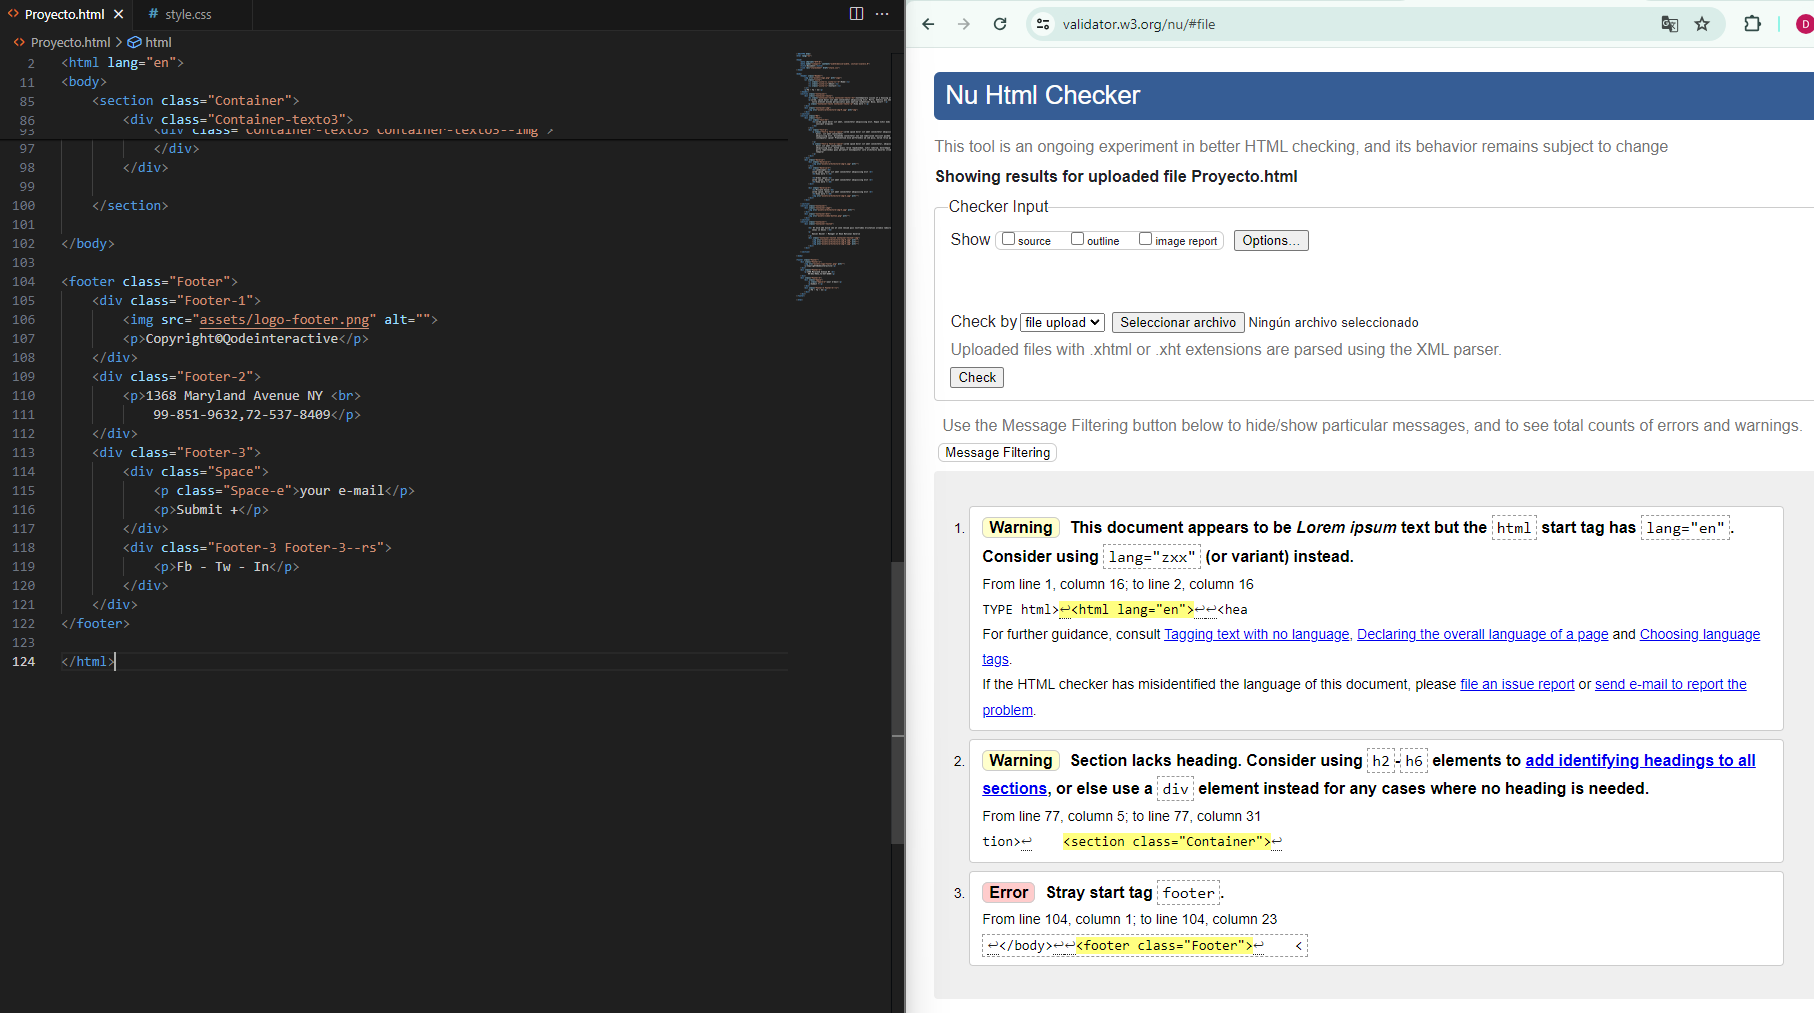 Proyecto.html
style.css
Proyecto.html > html
2 <html lang="en">
11 <body>
85 <section class="Container">
86 <div class="Container-texto3">
93 <div class="Container-texto3 Container-texto3--img">
97 </div>
98 </div>
99
100 </section>
101
102 </body>
103
104 <footer class="Footer">
105 <div class="Footer-1">
106 <img src="assets/logo-footer.png" alt="">
107 <p>Copyright©Qodeinteractive</p>
108 </div>
109 <div class="Footer-2">
110 <p>1368 Maryland Avenue NY <br>
111 99-851-9632,72-537-8409</p>
112 </div>
113 <div class="Footer-3">
114 <div class="Space">
115 <p class="Space-e">your e-mail</p>
116 <p>Submit +</p>
117 </div>
118 <div class="Footer-3 Footer-3--rs">
119 <p>Fb - Tw - In</p>
120 </div>
121 </div>
122 </footer>
123
124 </html>
validator.w3.org/nu/#file
D
Nu Html Checker
This tool is an ongoing experiment in better HTML checking, and its behavior remains subject to change
Showing results for uploaded file Proyecto.html
Checker Input
Show source outline image report Options...
Check by file upload Seleccionar archivo Ningún archivo seleccionado
Uploaded files with .xhtml or .xht extensions are parsed using the XML parser.
Check
Use the Message Filtering button below to hide/show particular messages, and to see total counts of errors and warnings.
Message Filtering
1. Warning This document appears to be Lorem ipsum text but the html start tag has lang="en".
Consider using lang="zxx" (or variant) instead.
From line 1, column 16; to line 2, column 16
TYPE html>↩<html lang="en">↩↩<hea
For further guidance, consult Tagging text with no language, Declaring the overall language of a page and Choosing language
tags.
If the HTML checker has misidentified the language of this document, please file an issue report or send e-mail to report the
problem.
2. Warning Section lacks heading. Consider using h2-h6 elements to add identifying headings to all
sections, or else use a div element instead for any cases where no heading is needed.
From line 77, column 5; to line 77, column 31
tion>↩ <section class="Container">↩
3. Error Stray start tag footer.
From line 104, column 1; to line 104, column 23
↩</body>↩↩<footer class="Footer">↩ <